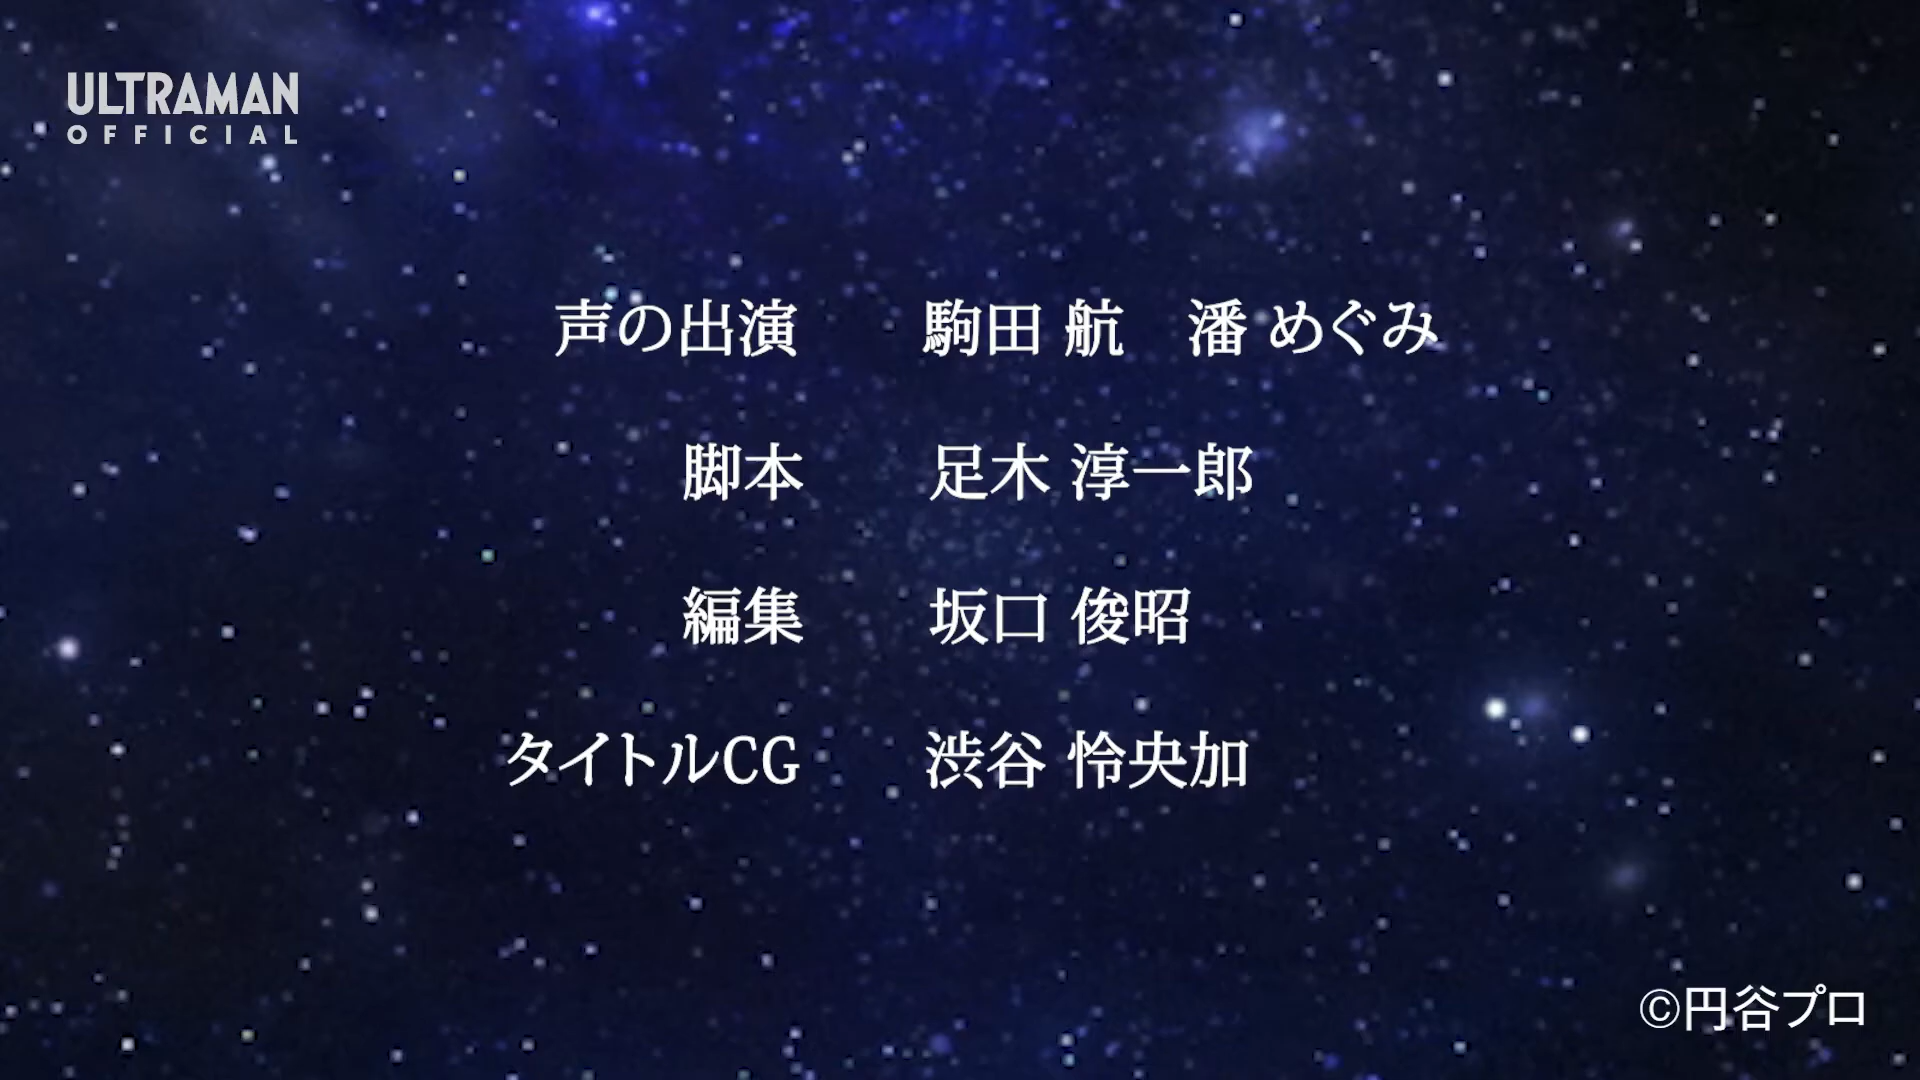 ULTRAMAN
OFFICIAL
声の出演 駒田 航 潘 めぐみ
脚本 足木 淳一郎
編集 坂口 俊昭
タイトルCG 渋谷 怜央加
©円谷プロ